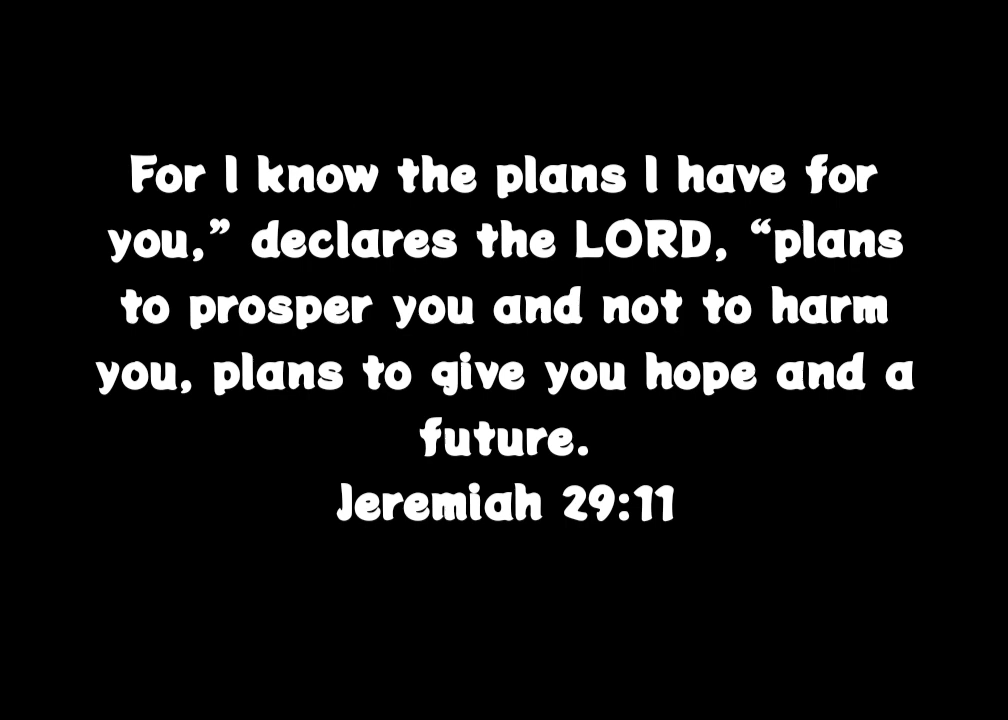 For I know the plans I have for
you,” declares the LORD, “plans
to prosper you and not to harm
you, plans to give you hope and a
future.
Jeremiah 29:11